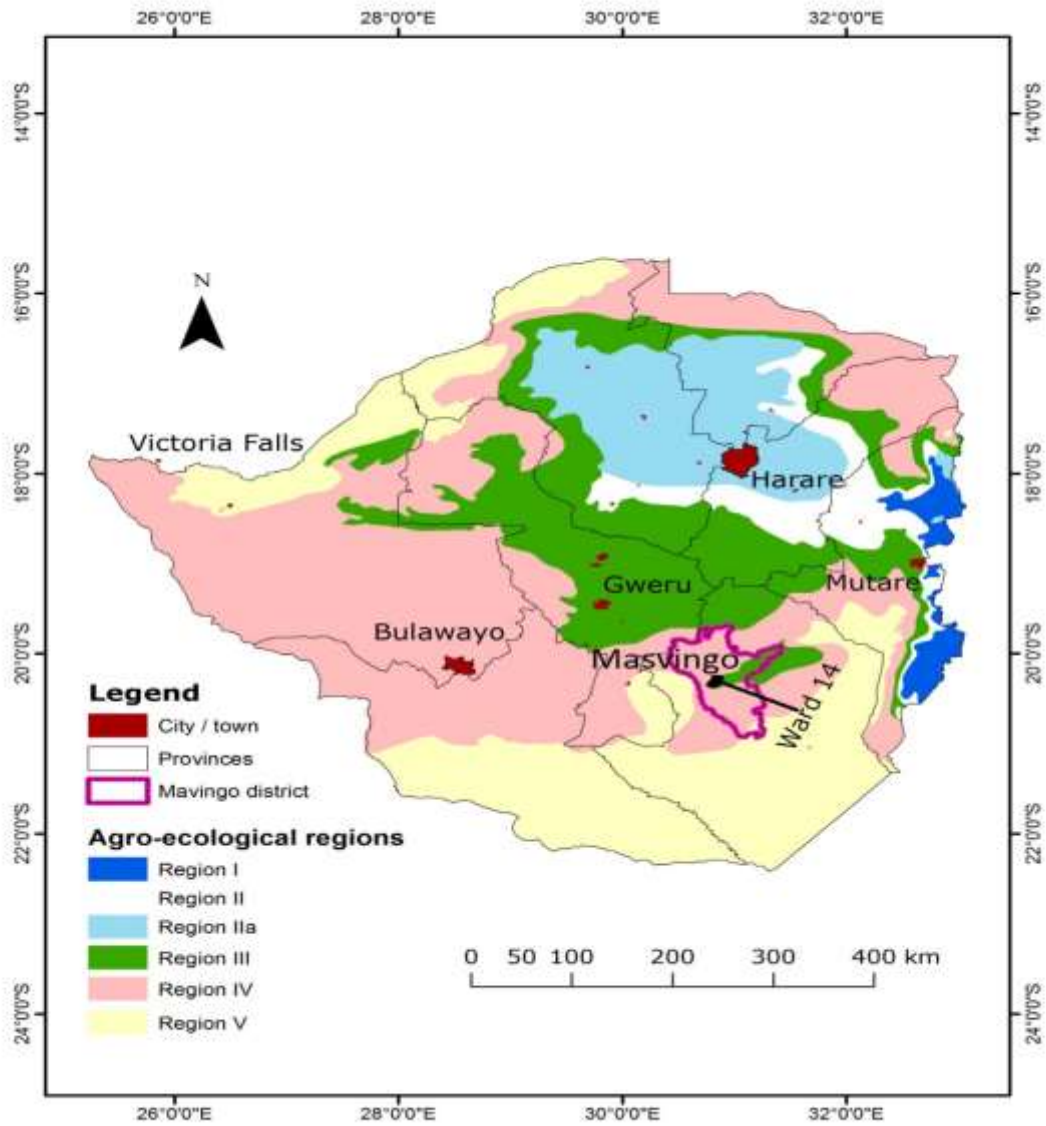 26°0'0"E 28°0'0"E 30°0'0"E 32°0'0"E
14°0'0"S 14°0'0"S
16°0'0"S 16°0'0"S
N
Victoria Falls
18°0'0"S 18°0'0"S
Harare
Gweru
Mutare
Bulawayo
20°0'0"S 20°0'0"S
Masvingo
Ward 14
Legend
City / town
Provinces
Mavingo district
22°0'0"S 22°0'0"S
Agro-ecological regions
Region I
Region II
Region IIa
Region III
Region IV
Region V
0 50 100 200 300 400 km
24°0'0"S 24°0'0"S
26°0'0"E 28°0'0"E 30°0'0"E 32°0'0"E